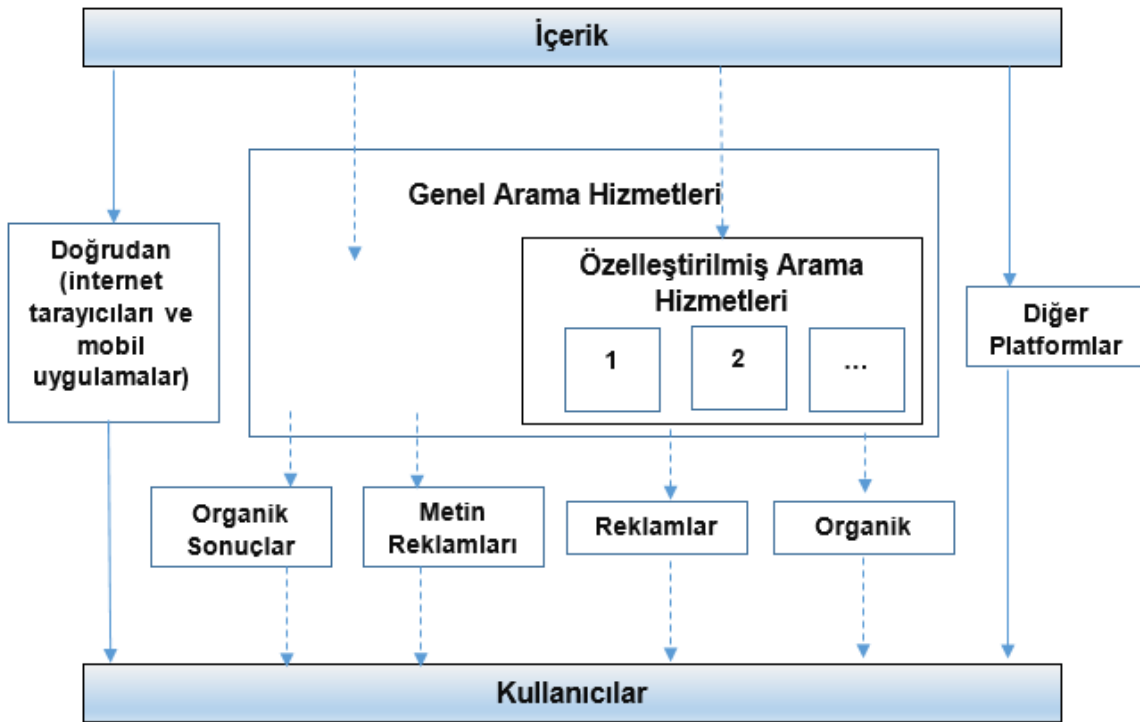 İçerik
Genel Arama Hizmetleri
Doğrudan
(internet
tarayıcıları ve
mobil
uygulamalar)
Özelleştirilmiş Arama
Hizmetleri
1
2
...
Diğer
Platformlar
Organik
Sonuçlar
Metin
Reklamları
Reklamlar
Organik
Kullanıcılar